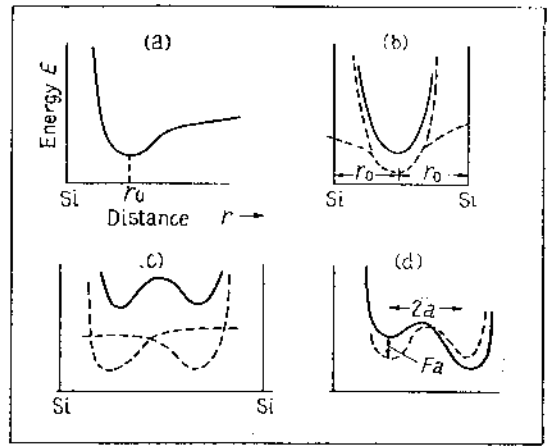 (a)
Energy E
r₀
Si
Distance r →
(b)
r₀ r₀
Si Si
(c)
Si Si
(d)
2a
Fa